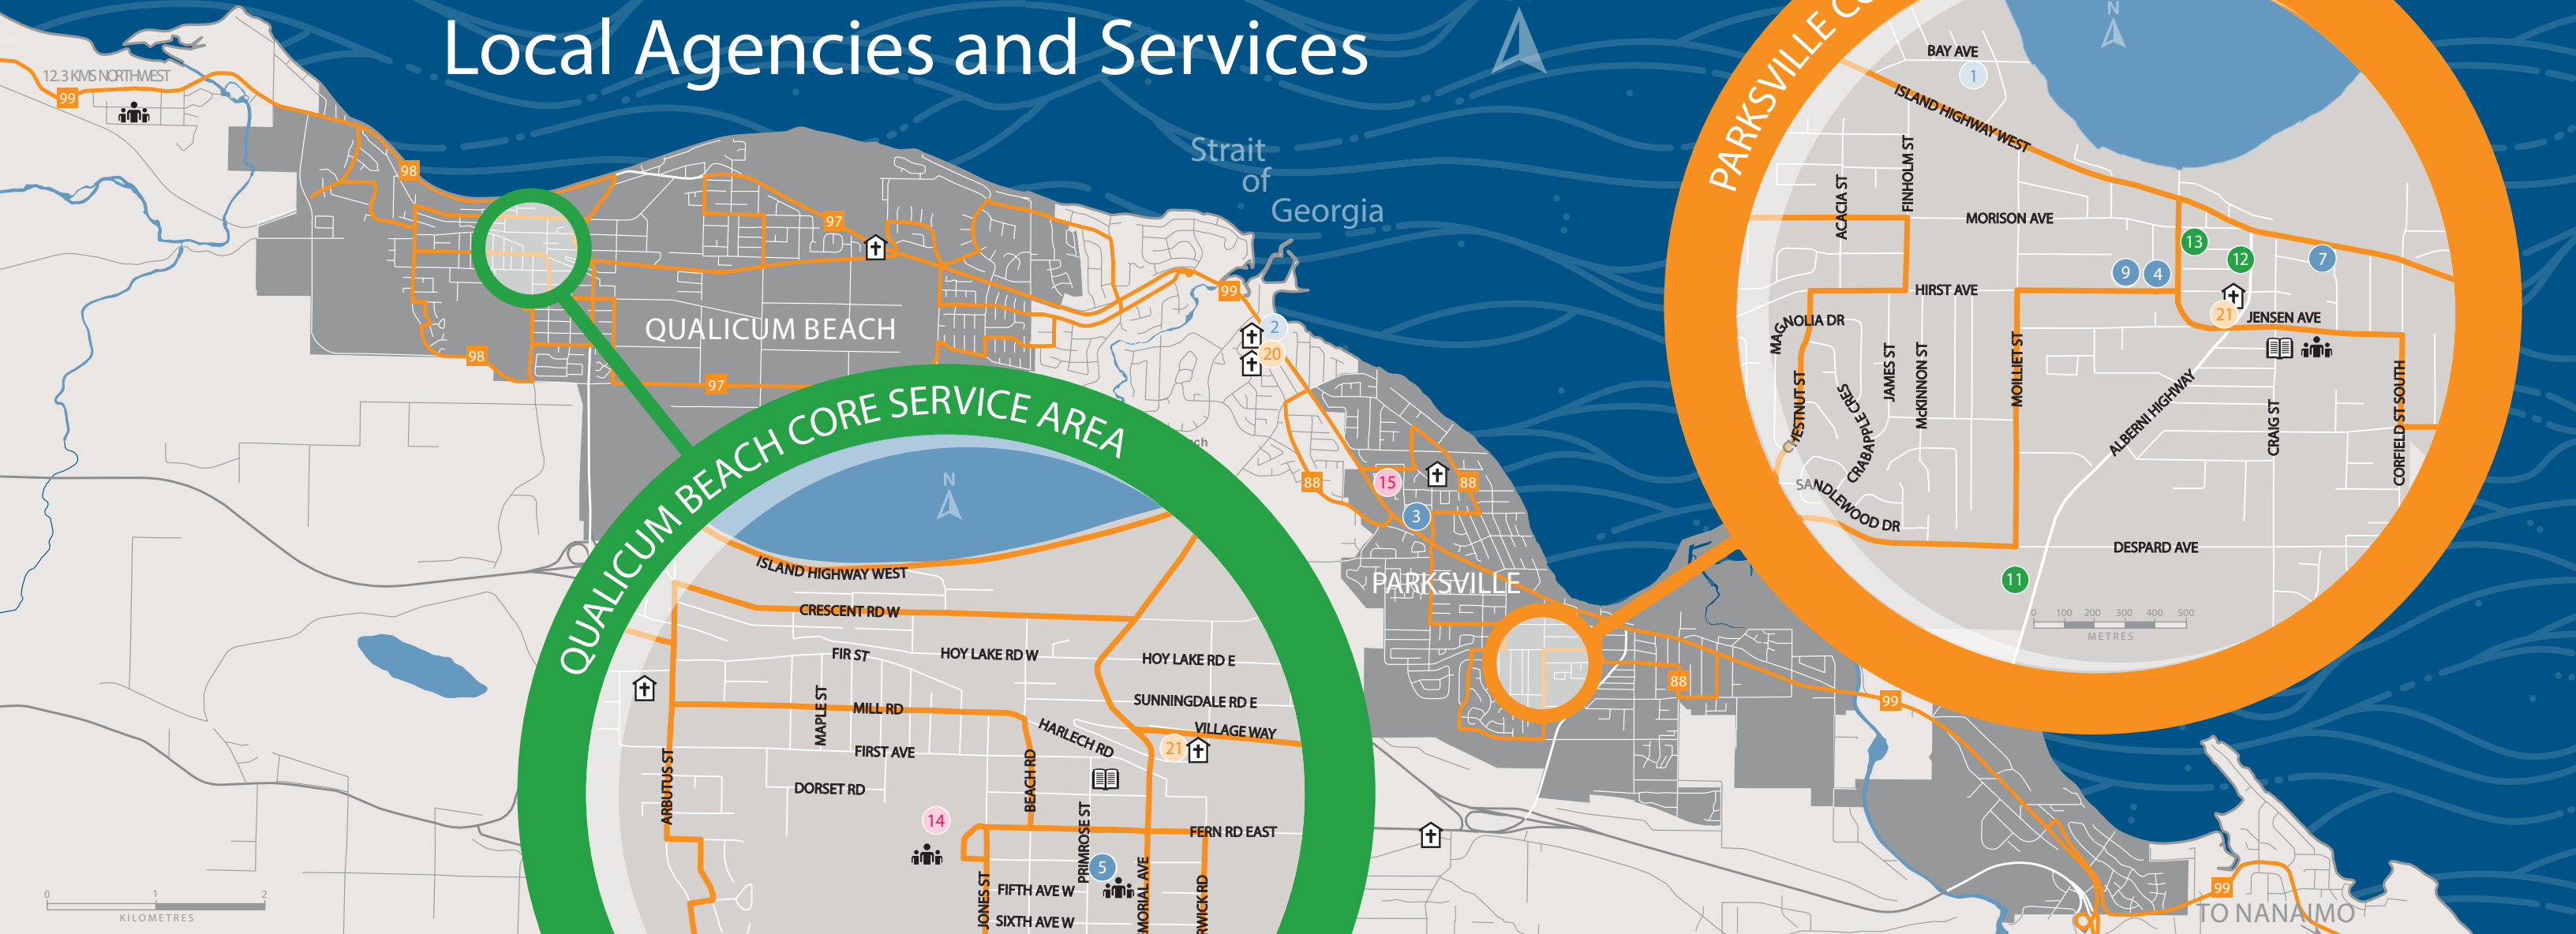 Local Agencies and Services
12.3 KMS NORTHWEST
99
98
98
97
97
QUALICUM BEACH
Strait
of
Georgia
99
2
20
88
15
88
3
PARKSVILLE
88
99
99
TO NANAIMO
0 1 2
KILOMETRES
QUALICUM BEACH CORE SERVICE AREA
N
ISLAND HIGHWAY WEST
CRESCENT RD W
FIR ST
HOY LAKE RD W
HOY LAKE RD E
MAPLE ST
SUNNINGDALE RD E
MILL RD
HARLECH RD
VILLAGE WAY
21
FIRST AVE
ARBUTUS ST
BEACH RD
DORSET RD
14
PRIMROSE ST
FERN RD EAST
5
FIFTH AVE W
JONES ST
SIXTH AVE W
PARKSVILLE
N
BAY AVE
1
ISLAND HIGHWAY WEST
FINHOLM ST
ACACIA ST
MORISON AVE
13
12
7
9
4
HIRST AVE
21
JENSEN AVE
MAGNOLIA DR
JAMES ST
McKINNON ST
MOILLIET ST
CHESTNUT ST
CRABAPPLE CRES
ALBERNI HIGHWAY
CRAIG ST
CORFIELD ST SOUTH
SANDLEWOOD DR
DESPARD AVE
11
0 100 200 300 400 500
METRES